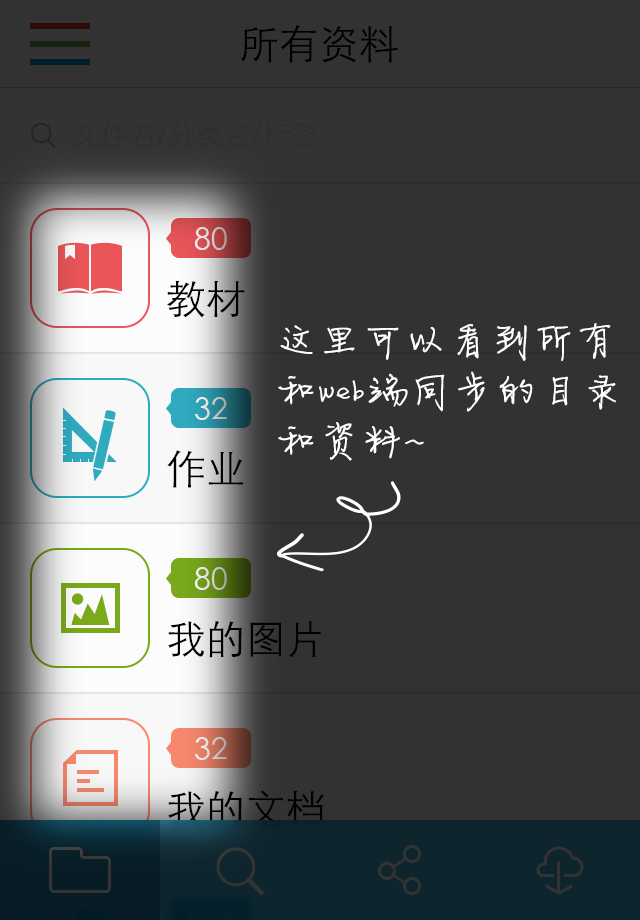 所有资料
文件名/分类名/标签
80
教材
32
作业
80
我的图片
32
我的文档
这里可以看到所有
和web端同步的目录
和资料~